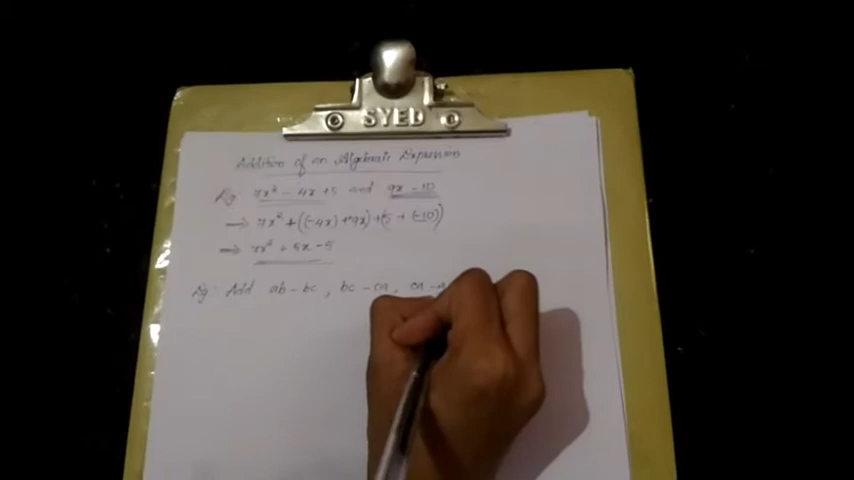 SYED
Addition of an Algebraic Expression
Eg: 7x² - 4x + 5 and 9x - 10
⇒ 7x² + ((-4x) + 9x) + (5 + (-10))
⇒ 7x² + 5x - 5
Eg: Add ab - bc, bc - ca, ca - a